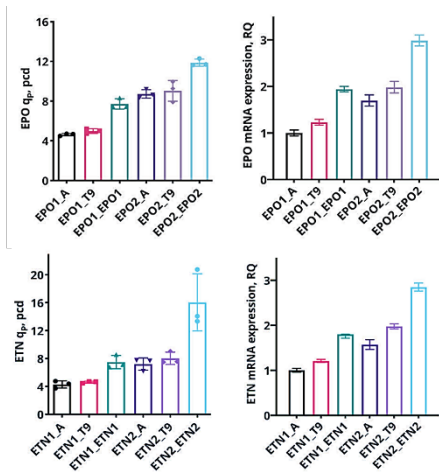 EPO qP, pcd
16
12
8
4
0
EPO1_A
EPO1_T9
EPO1_EPO1
EPO2_A
EPO2_T9
EPO2_EPO2
EPO mRNA expression, RQ
3
2
1
0
EPO1_A
EPO1_T9
EPO1_EPO1
EPO2_A
EPO2_T9
EPO2_EPO2
ETN qP, pcd
20
16
12
8
4
0
ETN1_A
ETN1_T9
ETN1_ETN1
ETN2_A
ETN2_T9
ETN2_ETN2
ETN mRNA expression, RQ
3
2
1
0
ETN1_A
ETN1_T9
ETN1_ETN1
ETN2_A
ETN2_T9
ETN2_ETN2